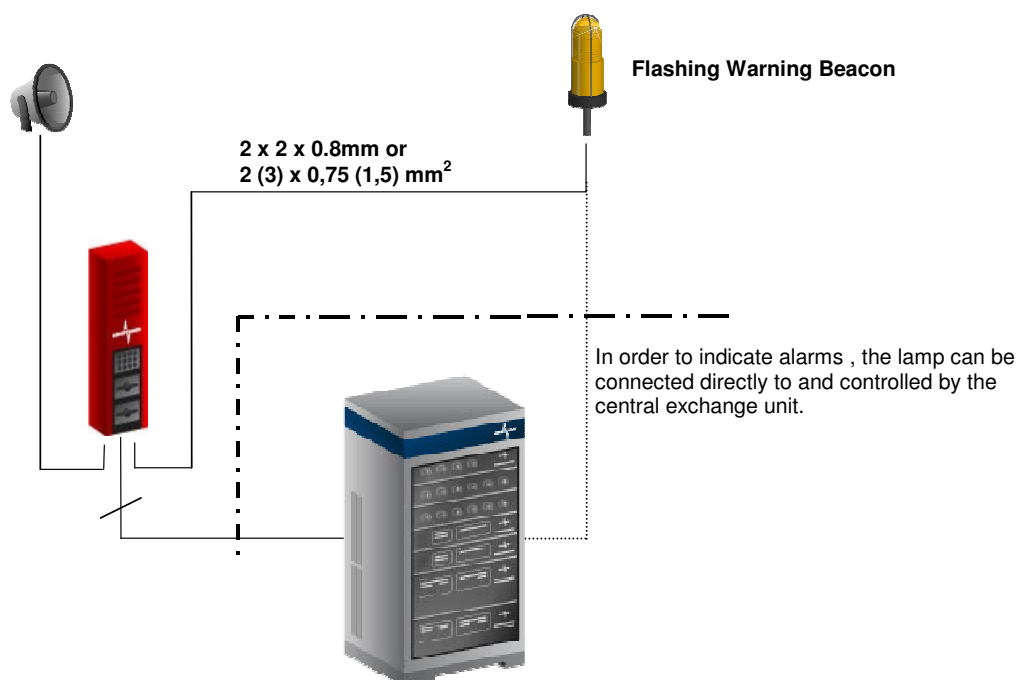 Flashing Warning Beacon
2 x 2 x 0.8mm or
2 (3) x 0,75 (1,5) mm²
In order to indicate alarms , the lamp can be
connected directly to and controlled by the
central exchange unit.